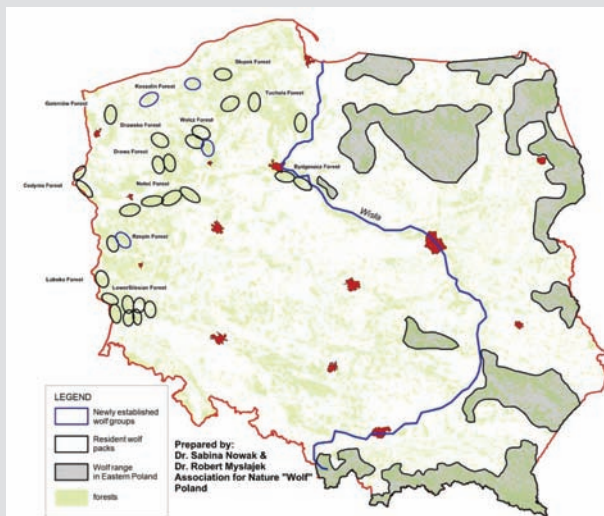 Słupsk Forest
Koszalin Forest
Tuchola Forest
Goleniów Forest
Wałcz Forest
Drawsko Forest
Drawa Forest
Bydgoszcz Forest
Cedynia Forest
Noteć Forest
Wisła
Rzepin Forest
Lubsko Forest
LowerSilesian Forest
LEGEND
Newly established
wolf groups
Resident wolf
packs
Wolf range
in Eastern Poland
forests
Prepared by:
Dr. Sabina Nowak &
Dr. Robert Mysłajek
Association for Nature "Wolf"
Poland